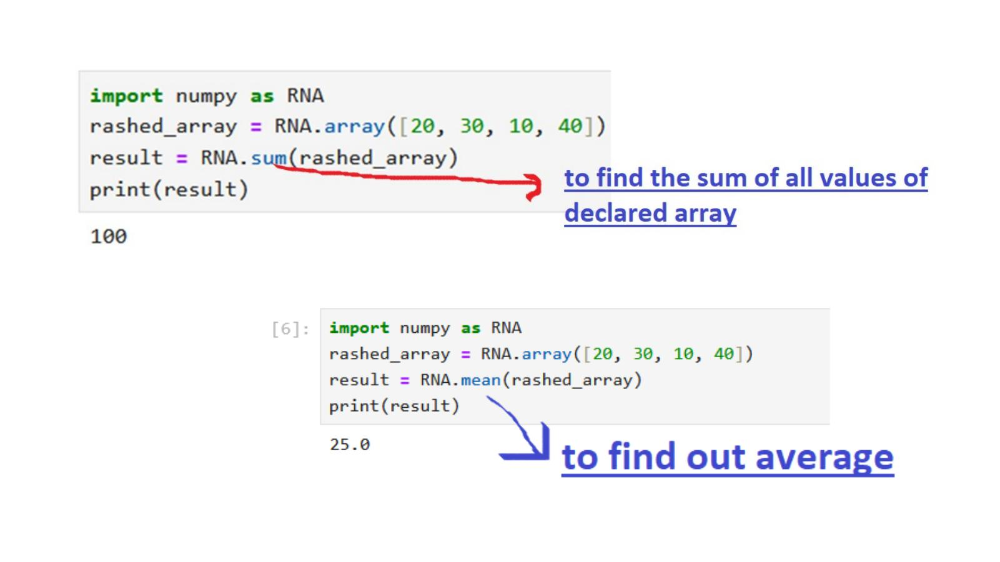 import numpy as RNA
rashed_array = RNA.array([20, 30, 10, 40])
result = RNA.sum(rashed_array)
print(result)
to find the sum of all values of
declared array
100
[6]:
import numpy as RNA
rashed_array = RNA.array([20, 30, 10, 40])
result = RNA.mean(rashed_array)
print(result)
25.0
to find out average